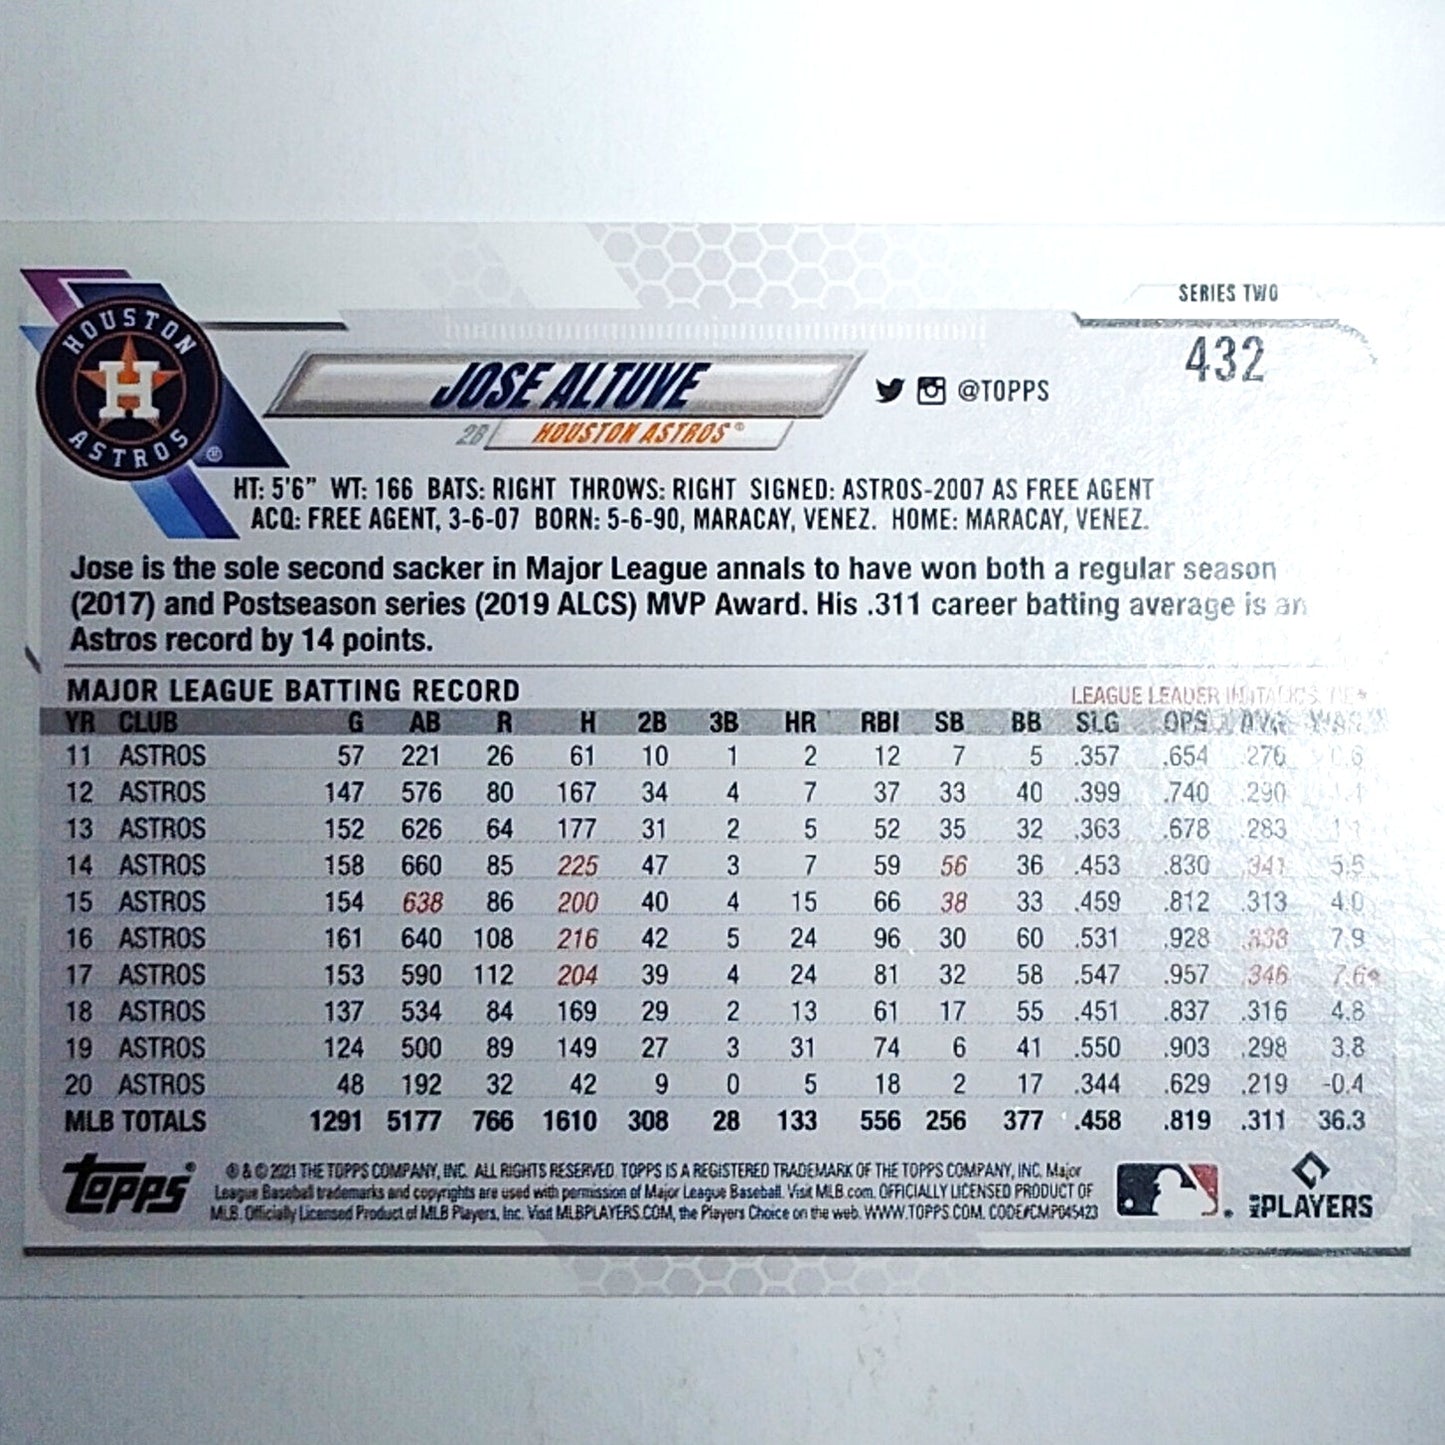 SERIES TWO
432
HOUSTON
ASTROS
JOSE ALTUVE
@TOPPS
2B HOUSTON ASTROS®
HT: 5'6" WT: 166 BATS: RIGHT THROWS: RIGHT SIGNED: ASTROS-2007 AS FREE AGENT
ACQ: FREE AGENT, 3-6-07 BORN: 5-6-90, MARACAY, VENEZ. HOME: MARACAY, VENEZ.
Jose is the sole second sacker in Major League annals to have won both a regular season
(2017) and Postseason series (2019 ALCS) MVP Award. His .311 career batting average is an
Astros record by 14 points.
MAJOR LEAGUE BATTING RECORD LEAGUE LEADER IN ITALICS, TIE*
YR CLUB G AB R H 2B 3B HR RBI SB BB SLG OPS AVG WAR
11 ASTROS 57 221 26 61 10 1 2 12 7 5 .357 .654 .276 0.6
12 ASTROS 147 576 80 167 34 4 7 37 33 40 .399 .740 .290
13 ASTROS 152 626 64 177 31 2 5 52 35 32 .363 .678 .283
14 ASTROS 158 660 85 225 47 3 7 59 56 36 .453 .830 .341 5.5
15 ASTROS 154 638 86 200 40 4 15 66 38 33 .459 .812 .313 4.0
16 ASTROS 161 640 108 216 42 5 24 96 30 60 .531 .928 .338 7.9
17 ASTROS 153 590 112 204 39 4 24 81 32 58 .547 .957 .346 7.6*
18 ASTROS 137 534 84 169 29 2 13 61 17 55 .451 .837 .316 4.8
19 ASTROS 124 500 89 149 27 3 31 74 6 41 .550 .903 .298 3.8
20 ASTROS 48 192 32 42 9 0 5 18 2 17 .344 .629 .219 -0.4
MLB TOTALS 1291 5177 766 1610 308 28 133 556 256 377 .458 .819 .311 36.3
topps®
® & © 2021 THE TOPPS COMPANY, INC. ALL RIGHTS RESERVED. TOPPS IS A REGISTERED TRADEMARK OF THE TOPPS COMPANY, INC. Major
League Baseball trademarks and copyrights are used with permission of Major League Baseball. Visit MLB.com. OFFICIALLY LICENSED PRODUCT OF
MLB. Officially Licensed Product of MLB Players, Inc. Visit MLBPLAYERS.COM, the Players Choice on the web. WWW.TOPPS.COM. CODE#CMP045423
MLB PLAYERS